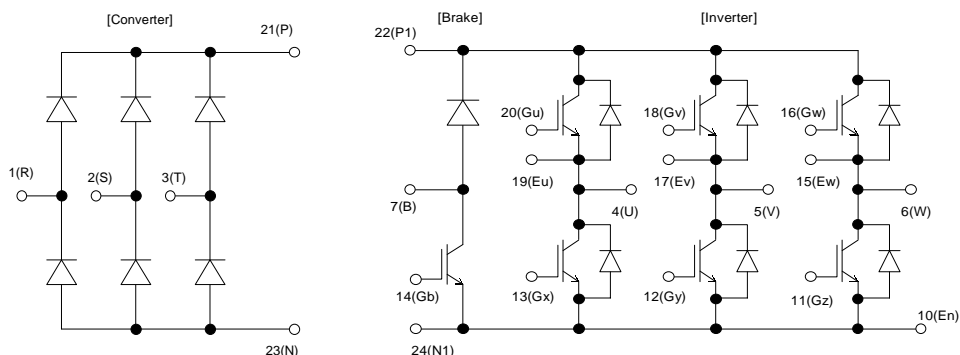 [Converter]
21(P)
1(R)
2(S)
3(T)
23(N)
[Brake]
[Inverter]
22(P1)
20(Gu)
18(Gv)
16(Gw)
19(Eu)
17(Ev)
15(Ew)
7(B)
4(U)
5(V)
6(W)
14(Gb)
13(Gx)
12(Gy)
11(Gz)
24(N1)
10(En)